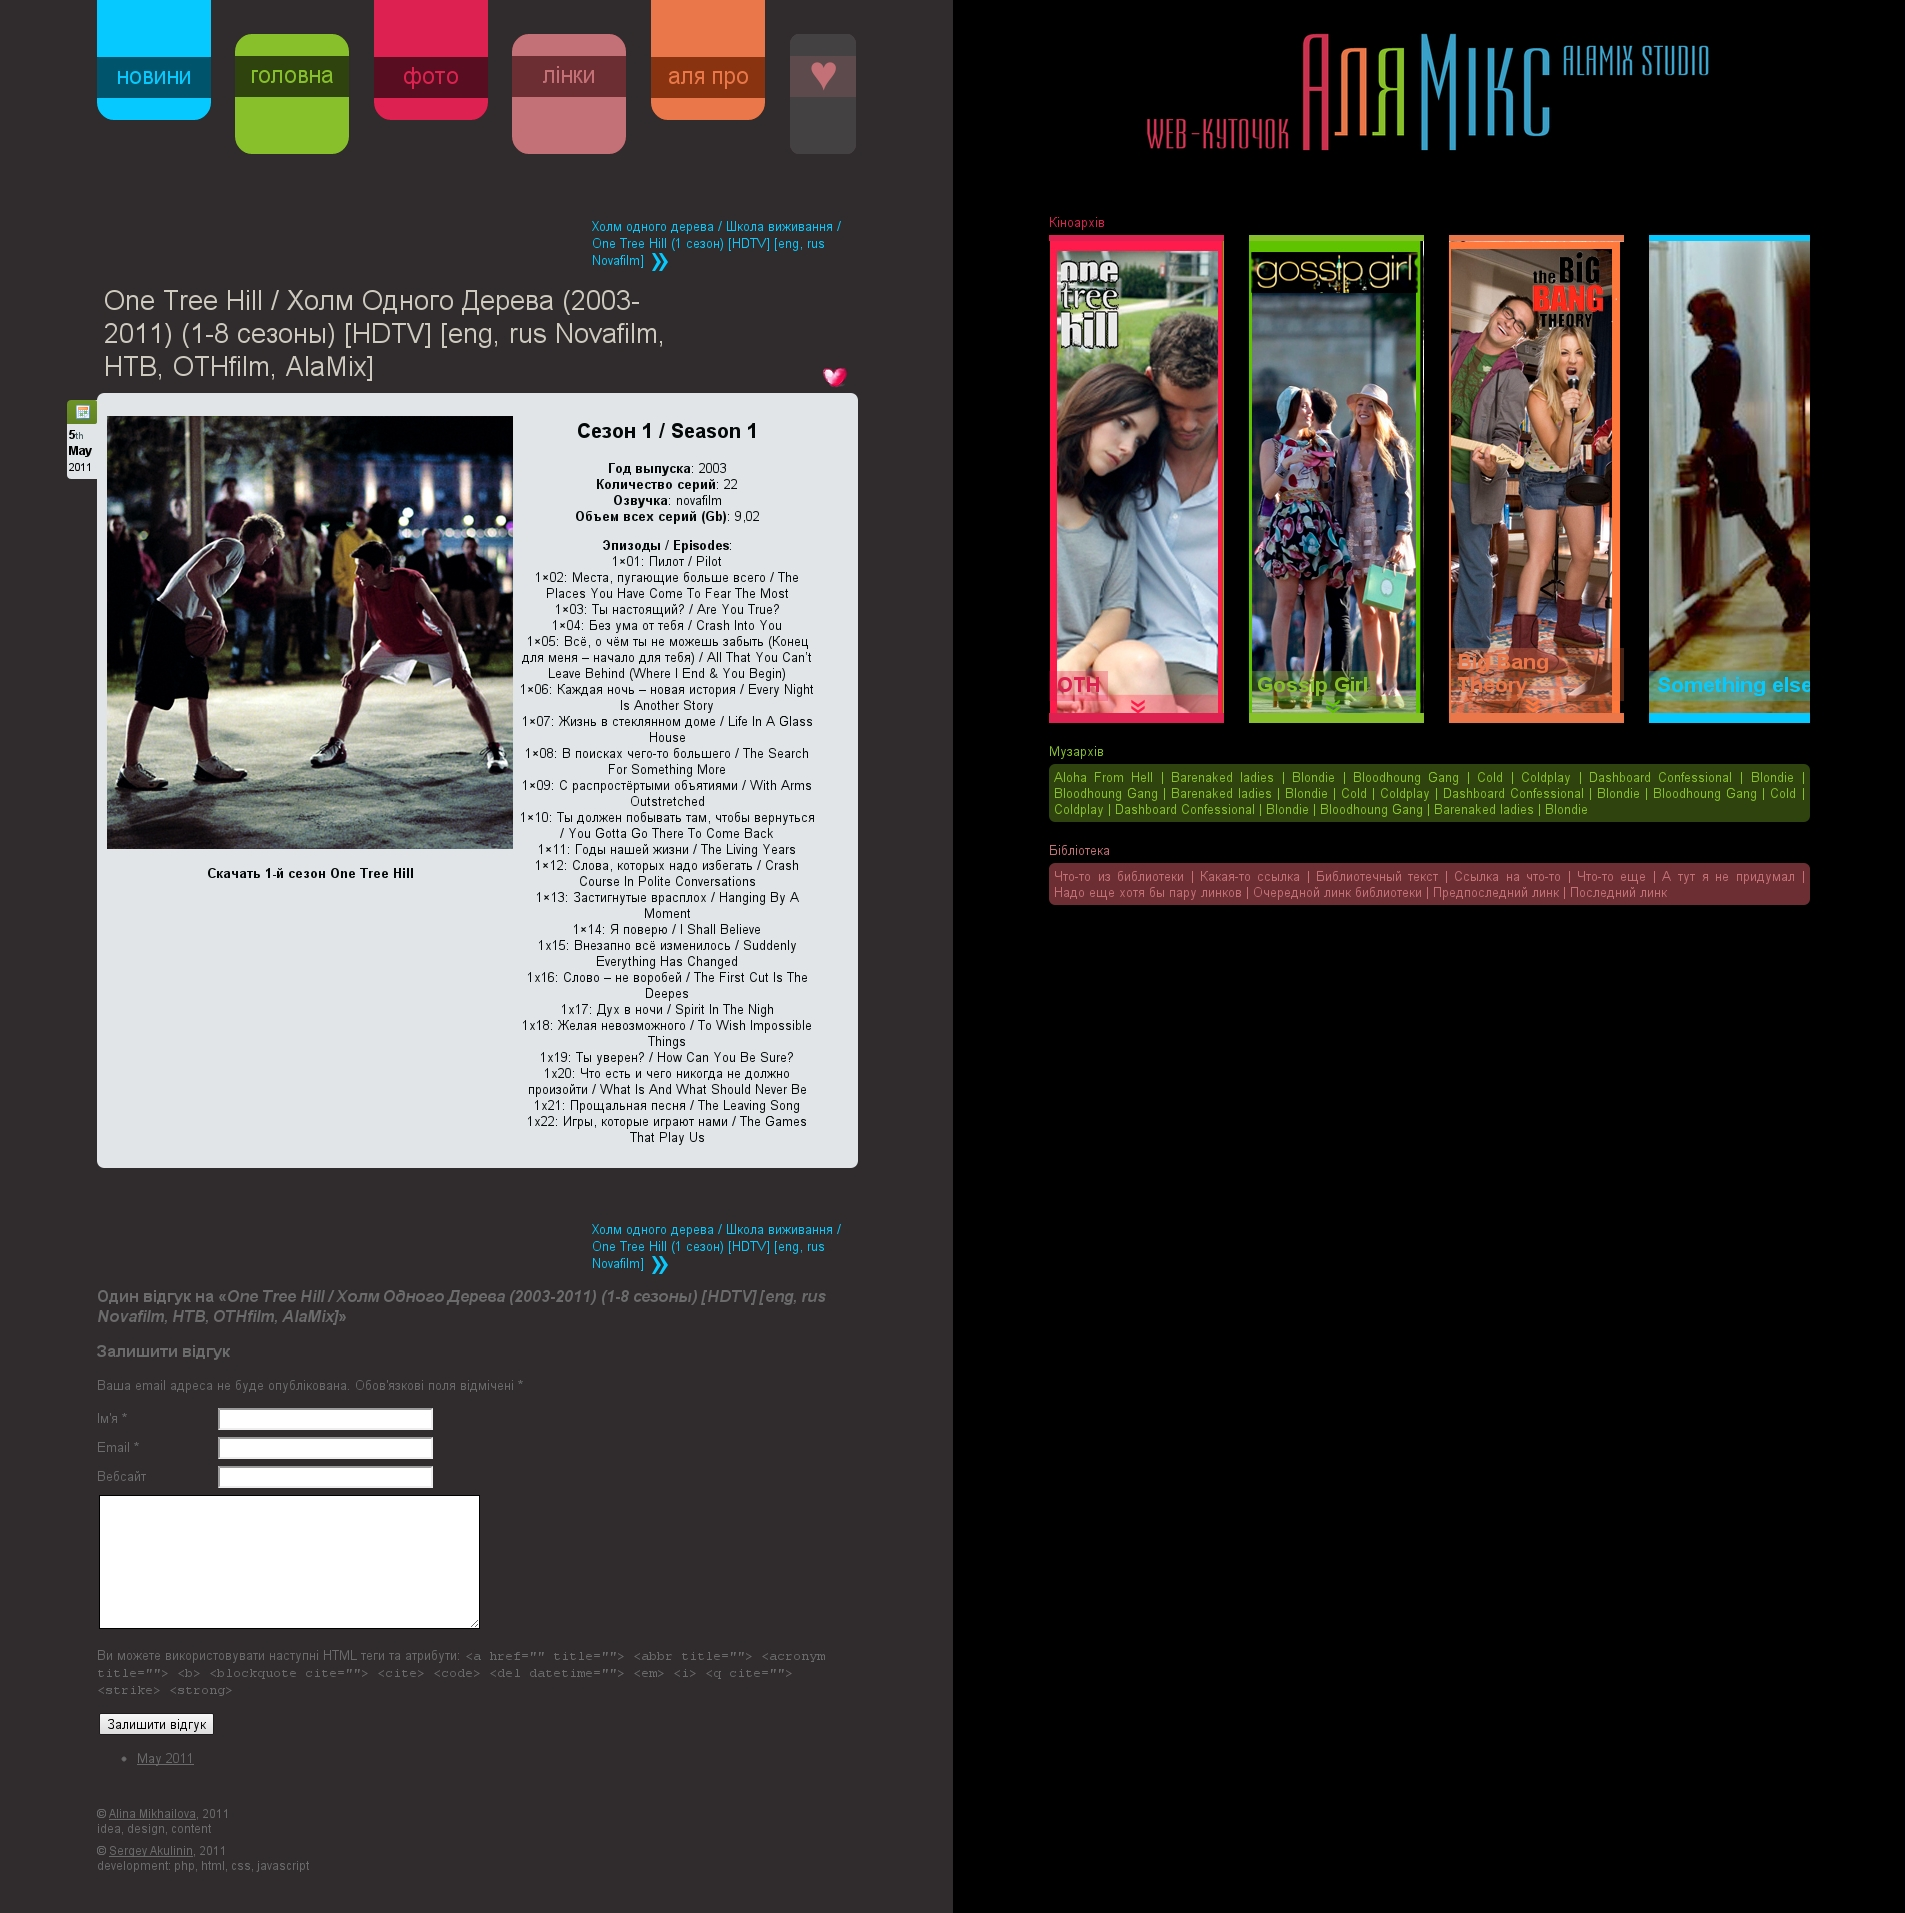 новини
головна
фото
лінки
аля про
♥
Холм одного дерева / Школа виживання /
One Tree Hill (1 сезон) [HDTV] [eng, rus
Novafilm] »
One Tree Hill / Холм Одного Дерева (2003-
2011) (1-8 сезоны) [HDTV] [eng, rus Novafilm,
НТВ, OTHfilm, AlaMix]
5th
May
2011
Скачать 1-й сезон One Tree Hill
Сезон 1 / Season 1
Год выпуска: 2003
Количество серий: 22
Озвучка: novafilm
Объем всех серий (Gb): 9,02
Эпизоды / Episodes:
1×01: Пилот / Pilot
1×02: Места, пугающие больше всего / The
Places You Have Come To Fear The Most
1×03: Ты настоящий? / Are You True?
1×04: Без ума от тебя / Crash Into You
1×05: Всё, о чём ты не можешь забыть (Конец
для меня – начало для тебя) / All That You Can't
Leave Behind (Where I End & You Begin)
1×06: Каждая ночь – новая история / Every Night
Is Another Story
1×07: Жизнь в стеклянном доме / Life In A Glass
House
1×08: В поисках чего-то большего / The Search
For Something More
1×09: С распростёртыми объятиями / With Arms
Outstretched
1×10: Ты должен побывать там, чтобы вернуться
/ You Gotta Go There To Come Back
1×11: Годы нашей жизни / The Living Years
1×12: Слова, которых надо избегать / Crash
Course In Polite Conversations
1×13: Застигнутые врасплох / Hanging By A
Moment
1×14: Я поверю / I Shall Believe
1x15: Внезапно всё изменилось / Suddenly
Everything Has Changed
1x16: Слово – не воробей / The First Cut Is The
Deepes
1x17: Дух в ночи / Spirit In The Nigh
1x18: Желая невозможного / To Wish Impossible
Things
1x19: Ты уверен? / How Can You Be Sure?
1x20: Что есть и чего никогда не должно
произойти / What Is And What Should Never Be
1x21: Прощальная песня / The Leaving Song
1x22: Игры, которые играют нами / The Games
That Play Us
Холм одного дерева / Школа виживання /
One Tree Hill (1 сезон) [HDTV] [eng, rus
Novafilm] »
Один відгук на «One Tree Hill / Холм Одного Дерева (2003-2011) (1-8 сезоны) [HDTV] [eng, rus
Novafilm, НТВ, OTHfilm, AlaMix]»
Залишити відгук
Ваша email адреса не буде опублікована. Обов'язкові поля відмічені *
Ім'я *
Email *
Вебсайт
Ви можете використовувати наступні HTML теги та атрибути: <a href="" title=""> <abbr title=""> <acronym
title=""> <b> <blockquote cite=""> <cite> <code> <del datetime=""> <em> <i> <q cite="">
<strike> <strong>
Залишити відгук
• May 2011
© Alina Mikhailova, 2011
idea, design, content
© Sergey Akulinin, 2011
development: php, html, css, javascript
WEB-КУТОЧОК
АляМікс
ALAMIX STUDIO
Кіноархів
one
tree
hill
OTH
gossip girl
Gossip Girl
the BiG
BANG
THEORY
Big Bang
Theory
Something else
Музархів
Aloha From Hell | Barenaked ladies | Blondie | Bloodhoung Gang | Cold | Coldplay | Dashboard Confessional | Blondie |
Bloodhoung Gang | Barenaked ladies | Blondie | Cold | Coldplay | Dashboard Confessional | Blondie | Bloodhoung Gang | Cold |
Coldplay | Dashboard Confessional | Blondie | Bloodhoung Gang | Barenaked ladies | Blondie
Бібліотека
Что-то из библиотеки | Какая-то ссылка | Библиотечный текст | Ссылка на что-то | Что-то еще | А тут я не придумал |
Надо еще хотя бы пару линков | Очередной линк библиотеки | Предпоследний линк | Последний линк